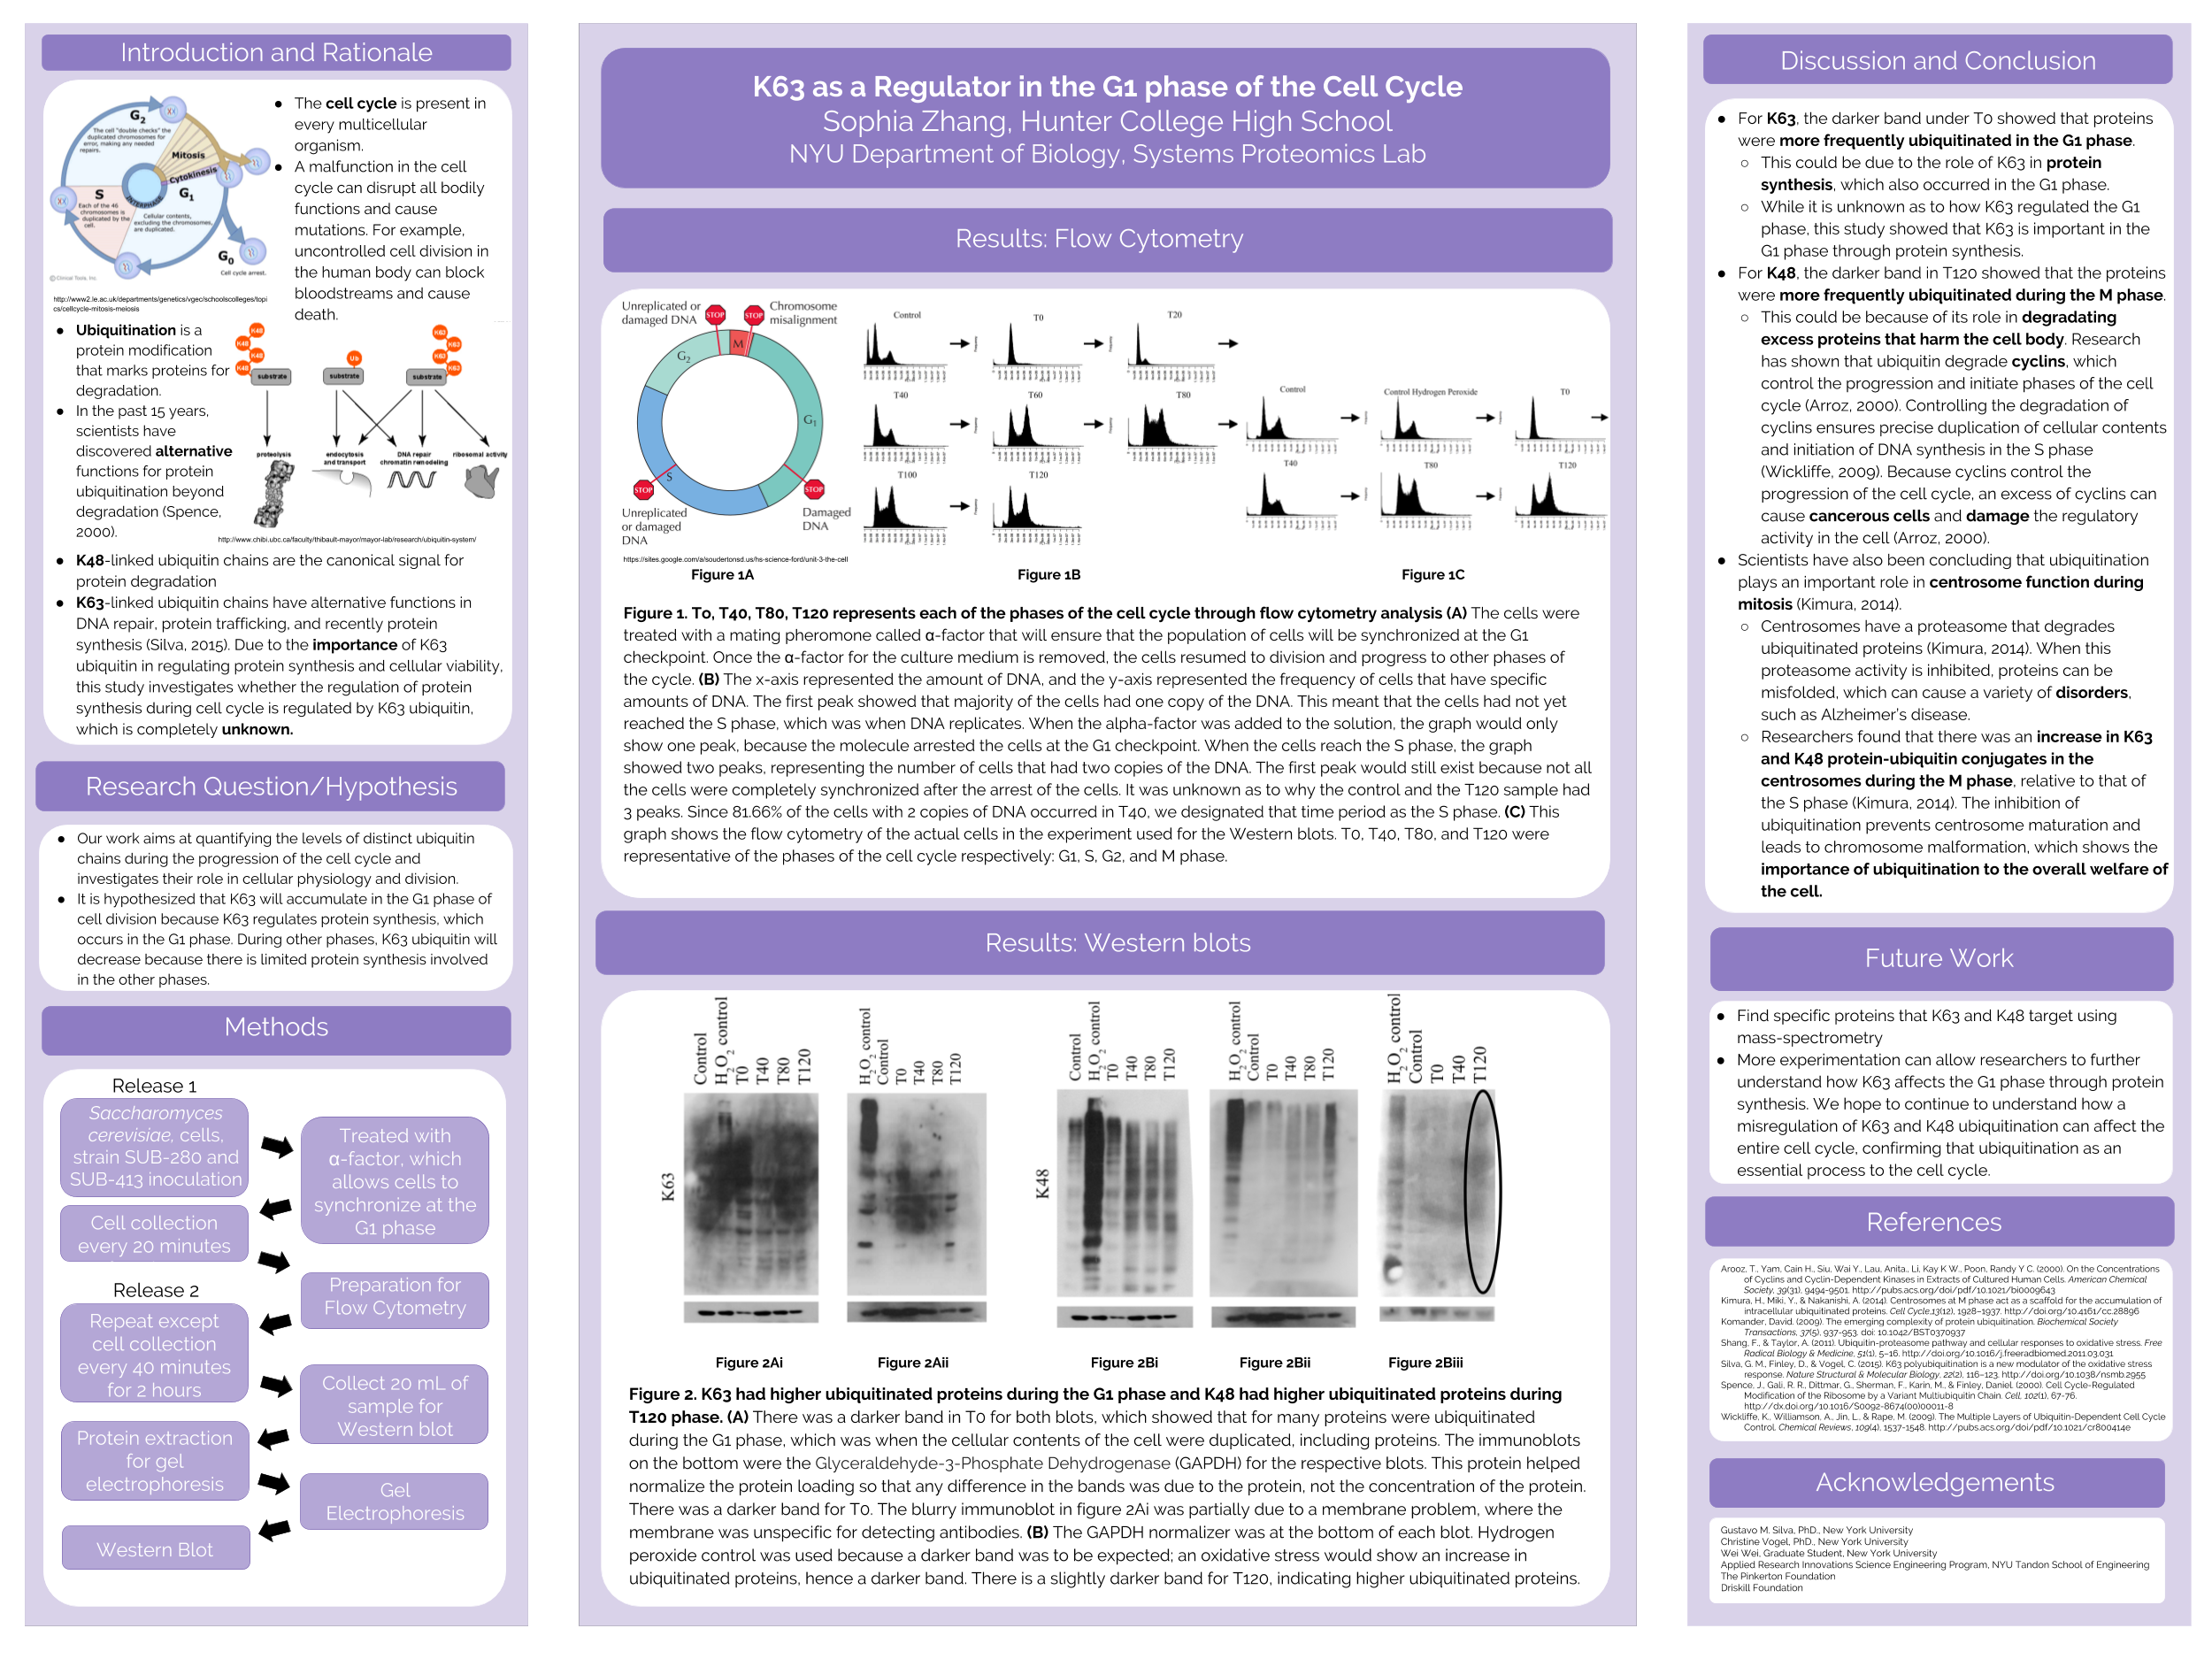 Introduction and Rationale
G2
The cell "double checks" the
duplicated chromosomes for
error, making any needed
repairs.
Mitosis
Cytokinesis
INTERPHASE
S
Each of the 46
chromosomes is
duplicated by the
cell.
G1
Cellular contents,
excluding the chromosomes,
are duplicated.
G0
Cell cycle arrest.
© Clinical Tools, Inc.
http://www2.le.ac.uk/departments/genetics/vgec/schoolscolleges/topi
cs/cellcycle-mitosis-meiosis
● The cell cycle is present in
every multicellular
organism.
● A malfunction in the cell
cycle can disrupt all bodily
functions and cause
mutations. For example,
uncontrolled cell division in
the human body can block
bloodstreams and cause
death.
● Ubiquitination is a
protein modification
that marks proteins for
degradation.
● In the past 15 years,
scientists have
discovered alternative
functions for protein
ubiquitination beyond
degradation (Spence,
2000).
K48
K48
K48
K48
substrate
Ub
substrate
K63
K63
K63
K63
substrate
proteolysis
endocytosis
and transport
DNA repair
chromatin remodeling
ribosomal activity
http://www.chibi.ubc.ca/faculty/thibault-mayor/mayor-lab/research/ubiquitin-system/
● K48-linked ubiquitin chains are the canonical signal for
protein degradation
● K63-linked ubiquitin chains have alternative functions in
DNA repair, protein trafficking, and recently protein
synthesis (Silva, 2015). Due to the importance of K63
ubiquitin in regulating protein synthesis and cellular viability,
this study investigates whether the regulation of protein
synthesis during cell cycle is regulated by K63 ubiquitin,
which is completely unknown.
Research Question/Hypothesis
● Our work aims at quantifying the levels of distinct ubiquitin
chains during the progression of the cell cycle and
investigates their role in cellular physiology and division.
● It is hypothesized that K63 will accumulate in the G1 phase of
cell division because K63 regulates protein synthesis, which
occurs in the G1 phase. During other phases, K63 ubiquitin will
decrease because there is limited protein synthesis involved
in the other phases.
Methods
Release 1
Saccharomyces
cerevisiae, cells,
strain SUB-280 and
SUB-413 inoculation
Treated with
α-factor, which
allows cells to
synchronize at the
G1 phase
Cell collection
every 20 minutes
Preparation for
Flow Cytometry
Release 2
Repeat except
cell collection
every 40 minutes
for 2 hours
Collect 20 mL of
sample for
Western blot
Protein extraction
for gel
electrophoresis
Gel
Electrophoresis
Western Blot
K63 as a Regulator in the G1 phase of the Cell Cycle
Sophia Zhang, Hunter College High School
NYU Department of Biology, Systems Proteomics Lab
Results: Flow Cytometry
Unreplicated or
damaged DNA
STOP
STOP
Chromosome
misalignment
M
G2
G1
S
STOP
Unreplicated
or damaged
DNA
STOP
Damaged
DNA
https://sites.google.com/a/soudertonsd.us/hs-science-ford/unit-3-the-cell
Control
T0
T20
T40
T60
T80
T100
T120
Control
Control Hydrogen Peroxide
T0
T40
T80
T120
Figure 1A
Figure 1B
Figure 1C
Figure 1. T0, T40, T80, T120 represents each of the phases of the cell cycle through flow cytometry analysis (A) The cells were
treated with a mating pheromone called α-factor that will ensure that the population of cells will be synchronized at the G1
checkpoint. Once the α-factor for the culture medium is removed, the cells resumed to division and progress to other phases of
the cycle. (B) The x-axis represented the amount of DNA, and the y-axis represented the frequency of cells that have specific
amounts of DNA. The first peak showed that majority of the cells had one copy of the DNA. This meant that the cells had not yet
reached the S phase, which was when DNA replicates. When the alpha-factor was added to the solution, the graph would only
show one peak, because the molecule arrested the cells at the G1 checkpoint. When the cells reach the S phase, the graph
showed two peaks, representing the number of cells that had two copies of the DNA. The first peak would still exist because not all
the cells were completely synchronized after the arrest of the cells. It was unknown as to why the control and the T120 sample had
3 peaks. Since 81.66% of the cells with 2 copies of DNA occurred in T40, we designated that time period as the S phase. (C) This
graph shows the flow cytometry of the actual cells in the experiment used for the Western blots. T0, T40, T80, and T120 were
representative of the phases of the cell cycle respectively: G1, S, G2, and M phase.
Results: Western blots
K63
Control
H2O2 control
T0
T40
T80
T120
H2O2 control
Control
T0
T40
T80
T120
K48
Control
H2O2 control
T0
T40
T80
T120
H2O2 control
Control
T0
T40
T80
T120
H2O2 control
Control
T0
T40
T120
Figure 2Ai
Figure 2Aii
Figure 2Bi
Figure 2Bii
Figure 2Biii
Figure 2. K63 had higher ubiquitinated proteins during the G1 phase and K48 had higher ubiquitinated proteins during
T120 phase. (A) There was a darker band in T0 for both blots, which showed that for many proteins were ubiquitinated
during the G1 phase, which was when the cellular contents of the cell were duplicated, including proteins. The immunoblots
on the bottom were the Glyceraldehyde-3-Phosphate Dehydrogenase (GAPDH) for the respective blots. This protein helped
normalize the protein loading so that any difference in the bands was due to the protein, not the concentration of the protein.
There was a darker band for T0. The blurry immunoblot in figure 2Ai was partially due to a membrane problem, where the
membrane was unspecific for detecting antibodies. (B) The GAPDH normalizer was at the bottom of each blot. Hydrogen
peroxide control was used because a darker band was to be expected; an oxidative stress would show an increase in
ubiquitinated proteins, hence a darker band. There is a slightly darker band for T120, indicating higher ubiquitinated proteins.
Discussion and Conclusion
● For K63, the darker band under T0 showed that proteins
were more frequently ubiquitinated in the G1 phase.
○ This could be due to the role of K63 in protein
synthesis, which also occurred in the G1 phase.
○ While it is unknown as to how K63 regulated the G1
phase, this study showed that K63 is important in the
G1 phase through protein synthesis.
● For K48, the darker band in T120 showed that the proteins
were more frequently ubiquitinated during the M phase.
○ This could be because of its role in degradating
excess proteins that harm the cell body. Research
has shown that ubiquitin degrade cyclins, which
control the progression and initiate phases of the cell
cycle (Arroz, 2000). Controlling the degradation of
cyclins ensures precise duplication of cellular contents
and initiation of DNA synthesis in the S phase
(Wickliffe, 2009). Because cyclins control the
progression of the cell cycle, an excess of cyclins can
cause cancerous cells and damage the regulatory
activity in the cell (Arroz, 2000).
● Scientists have also been concluding that ubiquitination
plays an important role in centrosome function during
mitosis (Kimura, 2014).
○ Centrosomes have a proteasome that degrades
ubiquitinated proteins (Kimura, 2014). When this
proteasome activity is inhibited, proteins can be
misfolded, which can cause a variety of disorders,
such as Alzheimer's disease.
○ Researchers found that there was an increase in K63
and K48 protein-ubiquitin conjugates in the
centrosomes during the M phase, relative to that of
the S phase (Kimura, 2014). The inhibition of
ubiquitination prevents centrosome maturation and
leads to chromosome malformation, which shows the
importance of ubiquitination to the overall welfare of
the cell.
Future Work
● Find specific proteins that K63 and K48 target using
mass-spectrometry
● More experimentation can allow researchers to further
understand how K63 affects the G1 phase through protein
synthesis. We hope to continue to understand how a
misregulation of K63 and K48 ubiquitination can affect the
entire cell cycle, confirming that ubiquitination as an
essential process to the cell cycle.
References
Arooz, T., Yam, Cain H., Siu, Wai Y., Lau, Anita., Li, Kay K W., Poon, Randy Y C. (2000). On the Concentrations
of Cyclins and Cyclin-Dependent Kinases in Extracts of Cultured Human Cells. American Chemical
Society, 39(31), 9494-9501. http://pubs.acs.org/doi/pdf/10.1021/bi0009643
Kimura, H., Miki, Y., & Nakanishi, A. (2014). Centrosomes at M phase act as a scaffold for the accumulation of
intracellular ubiquitinated proteins. Cell Cycle,13(12), 1928–1937. http://doi.org/10.4161/cc.28896
Komander, David. (2009). The emerging complexity of protein ubiquitination. Biochemical Society
Transactions, 37(5), 937-953. doi: 10.1042/BST0370937
Shang, F., & Taylor, A. (2011). Ubiquitin-proteasome pathway and cellular responses to oxidative stress. Free
Radical Biology & Medicine, 51(1), 5–16. http://doi.org/10.1016/j.freeradbiomed.2011.03.031
Silva, G. M., Finley, D., & Vogel, C. (2015). K63 polyubiquitination is a new modulator of the oxidative stress
response. Nature Structural & Molecular Biology, 22(2), 116–123. http://doi.org/10.1038/nsmb.2955
Spence, J., Gali, R. R., Dittmar, G., Sherman, F., Karin, M., & Finley, Daniel. (2000). Cell Cycle-Regulated
Modification of the Ribosome by a Variant Multiubiquitin Chain. Cell, 102(1), 67-76.
http://dx.doi.org/10.1016/S0092-8674(00)00011-8
Wickliffe, K., Williamson, A., Jin, L., & Rape, M. (2009). The Multiple Layers of Ubiquitin-Dependent Cell Cycle
Control. Chemical Reviews, 109(4), 1537-1548. http://pubs.acs.org/doi/pdf/10.1021/cr800414e
Acknowledgements
Gustavo M. Silva, PhD., New York University
Christine Vogel, PhD., New York University
Wei Wei, Graduate Student, New York University
Applied Research Innovations Science Engineering Program, NYU Tandon School of Engineering
The Pinkerton Foundation
Driskill Foundation